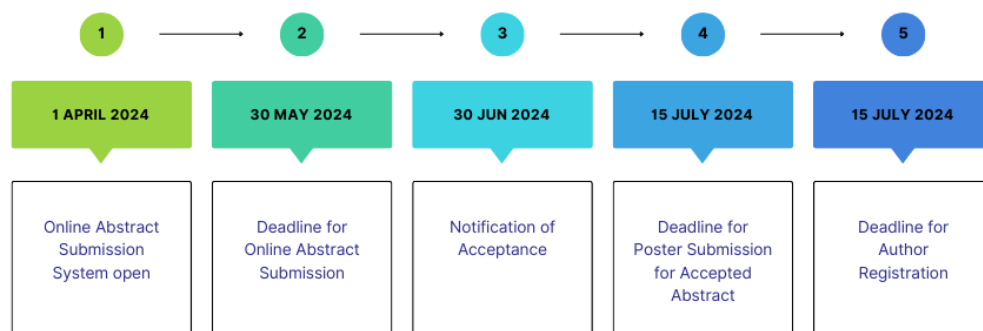 1
2
3
4
5
1 APRIL 2024
30 MAY 2024
30 JUN 2024
15 JULY 2024
15 JULY 2024
Online Abstract
Submission
System open
Deadline for
Online Abstract
Submission
Notification of
Acceptance
Deadline for
Poster Submission
for Accepted
Abstract
Deadline for
Author
Registration